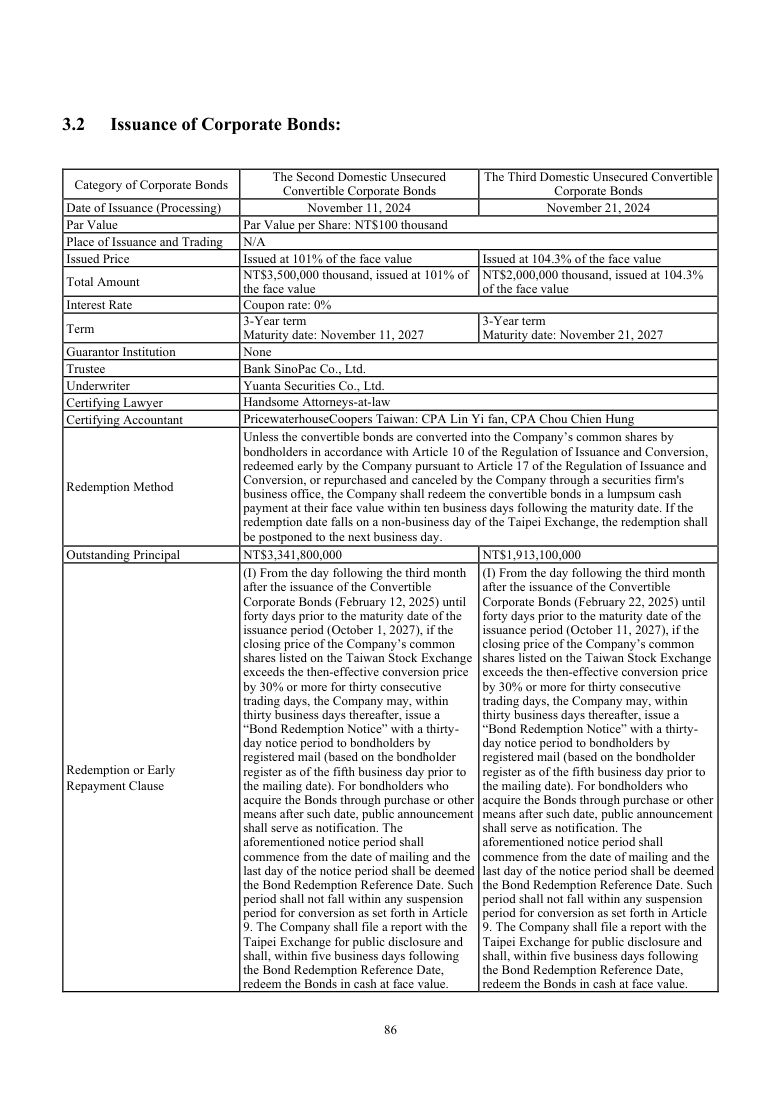 3.2 Issuance of Corporate Bonds:
Category of Corporate Bonds
The Second Domestic Unsecured
Convertible Corporate Bonds
The Third Domestic Unsecured Convertible
Corporate Bonds
Date of Issuance (Processing)
November 11, 2024
November 21, 2024
Par Value
Par Value per Share: NT$100 thousand
Place of Issuance and Trading
N/A
Issued Price
Issued at 101% of the face value
Issued at 104.3% of the face value
Total Amount
NT$3,500,000 thousand, issued at 101% of
the face value
NT$2,000,000 thousand, issued at 104.3%
of the face value
Interest Rate
Coupon rate: 0%
Term
3-Year term
Maturity date: November 11, 2027
3-Year term
Maturity date: November 21, 2027
Guarantor Institution
None
Trustee
Bank SinoPac Co., Ltd.
Underwriter
Yuanta Securities Co., Ltd.
Certifying Lawyer
Handsome Attorneys-at-law
Certifying Accountant
PricewaterhouseCoopers Taiwan: CPA Lin Yi fan, CPA Chou Chien Hung
Redemption Method
Unless the convertible bonds are converted into the Company’s common shares by
bondholders in accordance with Article 10 of the Regulation of Issuance and Conversion,
redeemed early by the Company pursuant to Article 17 of the Regulation of Issuance and
Conversion, or repurchased and canceled by the Company through a securities firm's
business office, the Company shall redeem the convertible bonds in a lumpsum cash
payment at their face value within ten business days following the maturity date. If the
redemption date falls on a non-business day of the Taipei Exchange, the redemption shall
be postponed to the next business day.
Outstanding Principal
NT$3,341,800,000
NT$1,913,100,000
Redemption or Early
Repayment Clause
(I) From the day following the third month
after the issuance of the Convertible
Corporate Bonds (February 12, 2025) until
forty days prior to the maturity date of the
issuance period (October 1, 2027), if the
closing price of the Company’s common
shares listed on the Taiwan Stock Exchange
exceeds the then-effective conversion price
by 30% or more for thirty consecutive
trading days, the Company may, within
thirty business days thereafter, issue a
“Bond Redemption Notice” with a thirty-
day notice period to bondholders by
registered mail (based on the bondholder
register as of the fifth business day prior to
the mailing date). For bondholders who
acquire the Bonds through purchase or other
means after such date, public announcement
shall serve as notification. The
aforementioned notice period shall
commence from the date of mailing and the
last day of the notice period shall be deemed
the Bond Redemption Reference Date. Such
period shall not fall within any suspension
period for conversion as set forth in Article
9. The Company shall file a report with the
Taipei Exchange for public disclosure and
shall, within five business days following
the Bond Redemption Reference Date,
redeem the Bonds in cash at face value.
(I) From the day following the third month
after the issuance of the Convertible
Corporate Bonds (February 22, 2025) until
forty days prior to the maturity date of the
issuance period (October 11, 2027), if the
closing price of the Company’s common
shares listed on the Taiwan Stock Exchange
exceeds the then-effective conversion price
by 30% or more for thirty consecutive
trading days, the Company may, within
thirty business days thereafter, issue a
“Bond Redemption Notice” with a thirty-
day notice period to bondholders by
registered mail (based on the bondholder
register as of the fifth business day prior to
the mailing date). For bondholders who
acquire the Bonds through purchase or other
means after such date, public announcement
shall serve as notification. The
aforementioned notice period shall
commence from the date of mailing and the
last day of the notice period shall be deemed
the Bond Redemption Reference Date. Such
period shall not fall within any suspension
period for conversion as set forth in Article
9. The Company shall file a report with the
Taipei Exchange for public disclosure and
shall, within five business days following
the Bond Redemption Reference Date,
redeem the Bonds in cash at face value.
86